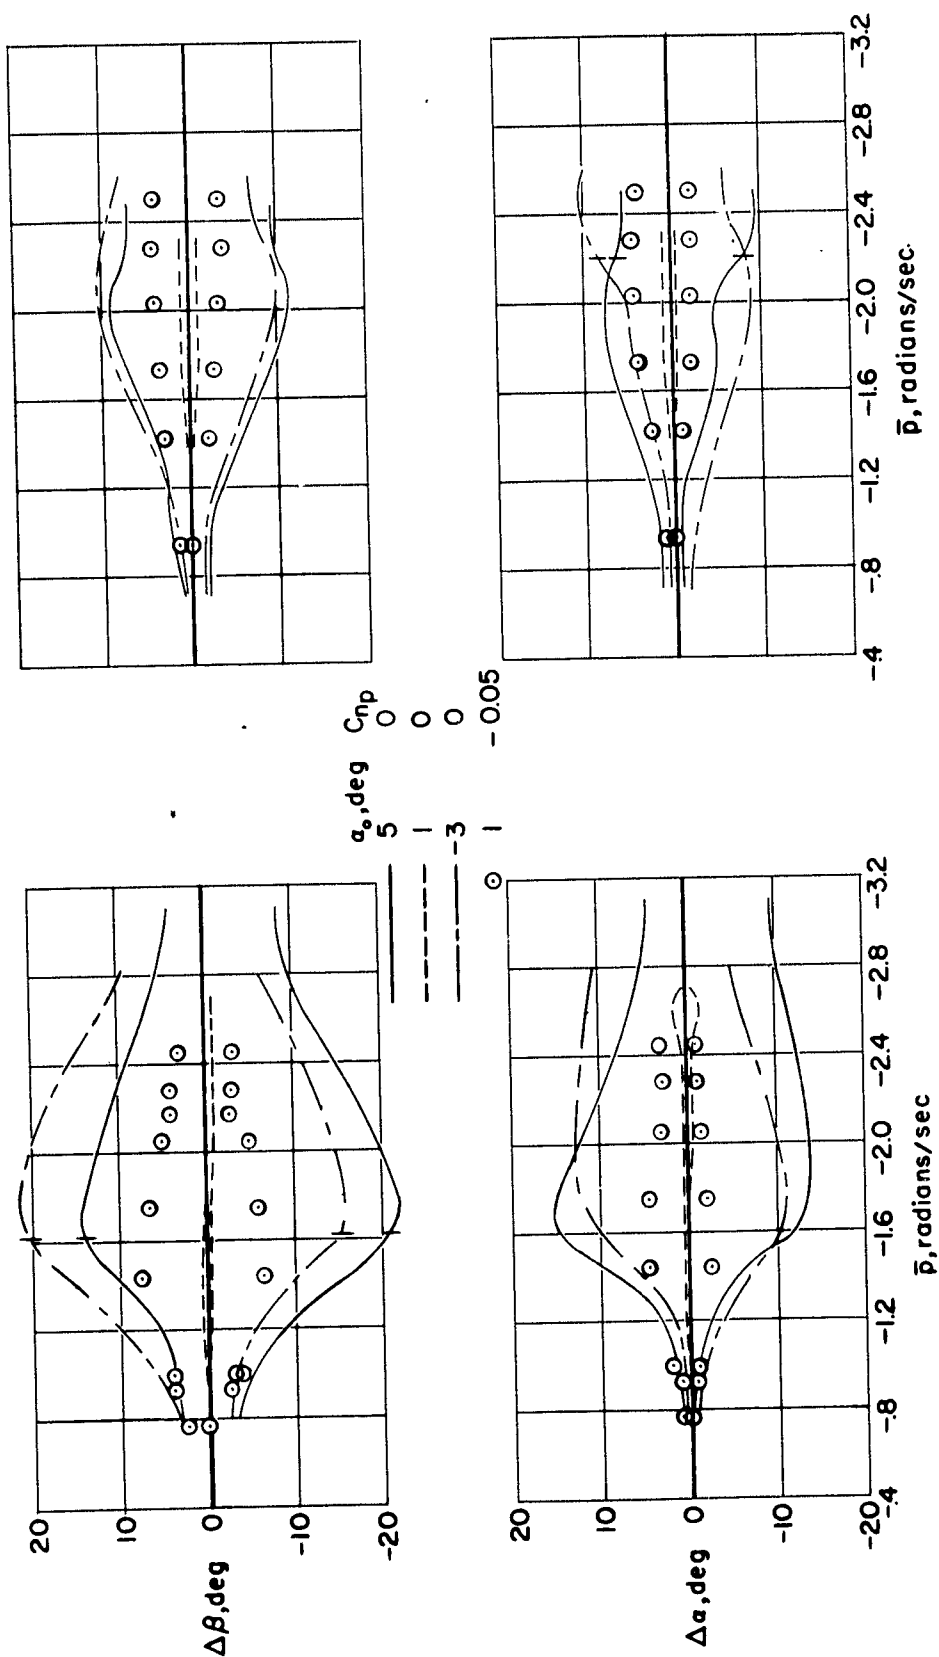 20
10
0
-10
-20
Δβ, deg
αₒ, deg Cnp
5 0
1 0
-3 0
1 -0.05
20
10
0
-10
-20
Δα, deg
-.4 -.8 -1.2 -1.6 -2.0 -2.4 -2.8 -3.2
p̄, radians/sec
-.4 -.8 -1.2 -1.6 -2.0 -2.4 -2.8 -3.2
p̄, radians/sec.